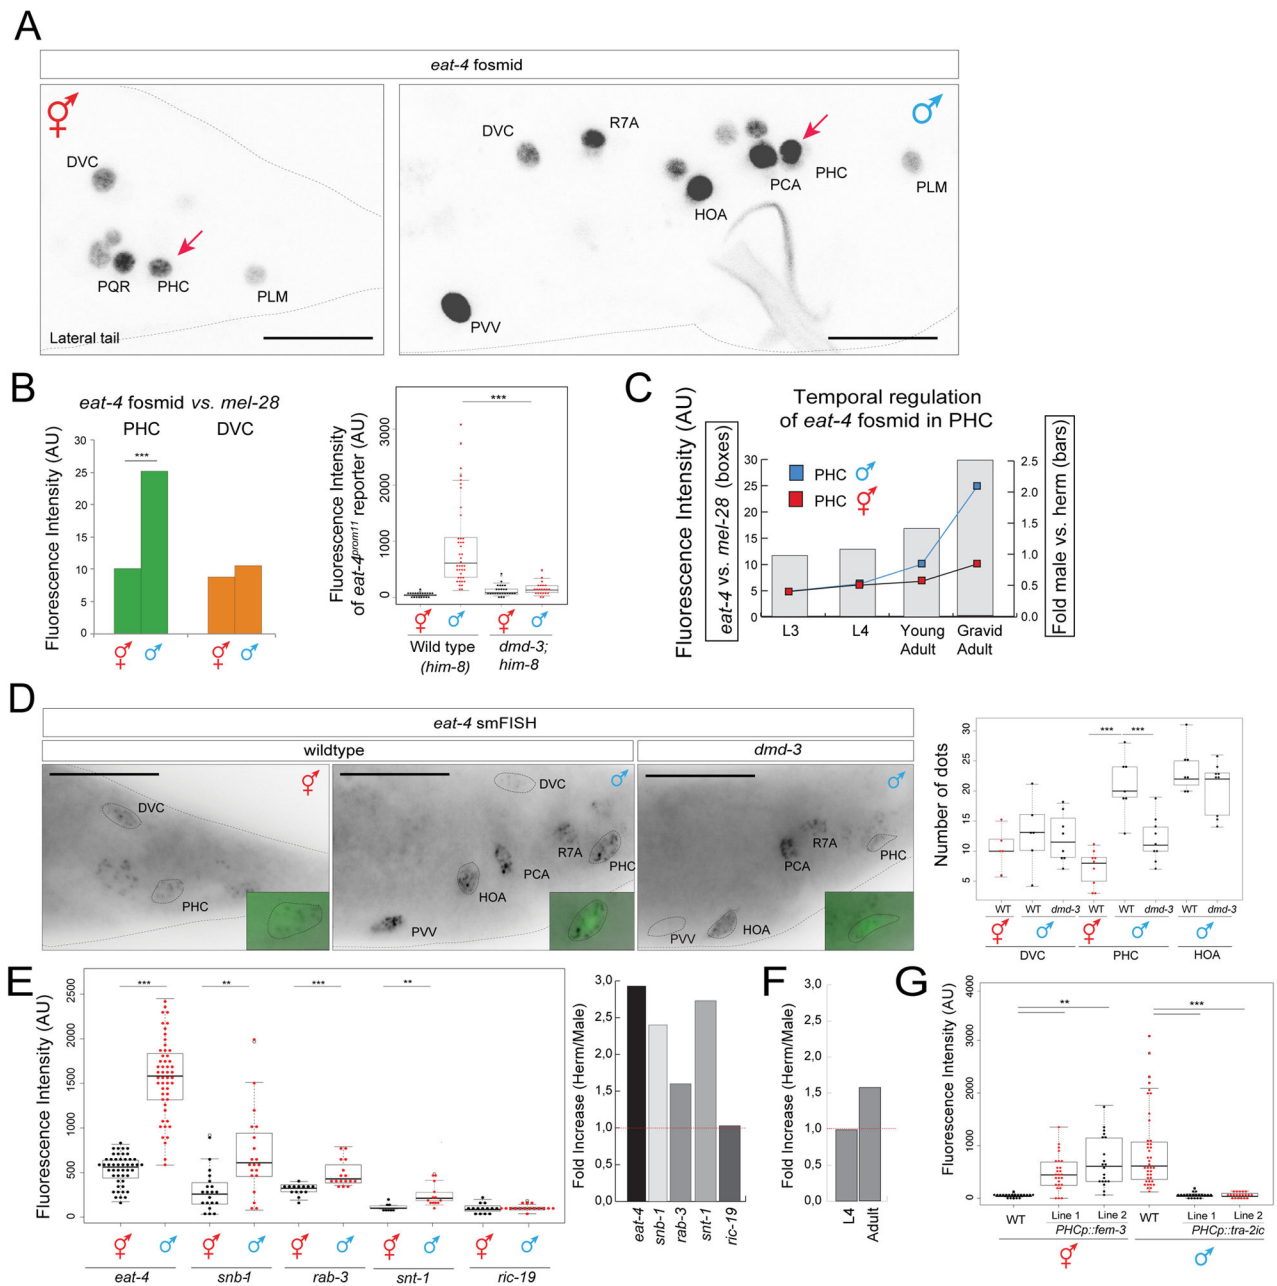 A
eat-4 fosmid
DVC
PQR
PHC
PLM
Lateral tail
DVC
R7A
PCA
PHC
HOA
PLM
PVV
B
eat-4 fosmid vs. mel-28
PHC
DVC
Fluorescence Intensity (AU)
30
25
20
15
10
5
0
***
Fluorescence Intensity
of eat-4prom11 reporter (AU)
3000
2000
1000
0
***
Wild type
(him-8)
dmd-3;
him-8
C
Temporal regulation
of eat-4 fosmid in PHC
Fluorescence Intensity (AU)
eat-4 vs. mel-28 (boxes)
30
25
20
15
10
5
0
PHC
PHC
2.5
2.0
1.5
1.0
0.5
0.0
Fold male vs. herm (bars)
L3
L4
Young
Adult
Gravid
Adult
D
eat-4 smFISH
wildtype
dmd-3
DVC
PHC
DVC
R7A
PHC
PCA
HOA
PVV
R7A
PHC
PCA
PVV
HOA
Number of dots
30
25
20
15
10
5
***
***
WT
WT
dmd-3
WT
WT
dmd-3
WT
dmd-3
DVC
PHC
HOA
E
Fluorescence Intensity (AU)
2500
2000
1500
1000
500
0
***
**
***
**
eat-4
snb-1
rab-3
snt-1
ric-19
Fold Increase (Herm/Male)
3,0
2,5
2,0
1,5
1,0
0,5
0,0
eat-4
snb-1
rab-3
snt-1
ric-19
F
Fold Increase (Herm/Male)
3,0
2,5
2,0
1,5
1,0
0,5
0,0
L4
Adult
G
Fluorescence Intensity (AU)
4000
3000
2000
1000
0
**
***
WT
Line 1
Line 2
PHCp::fem-3
WT
Line 1
Line 2
PHCp::tra-2ic